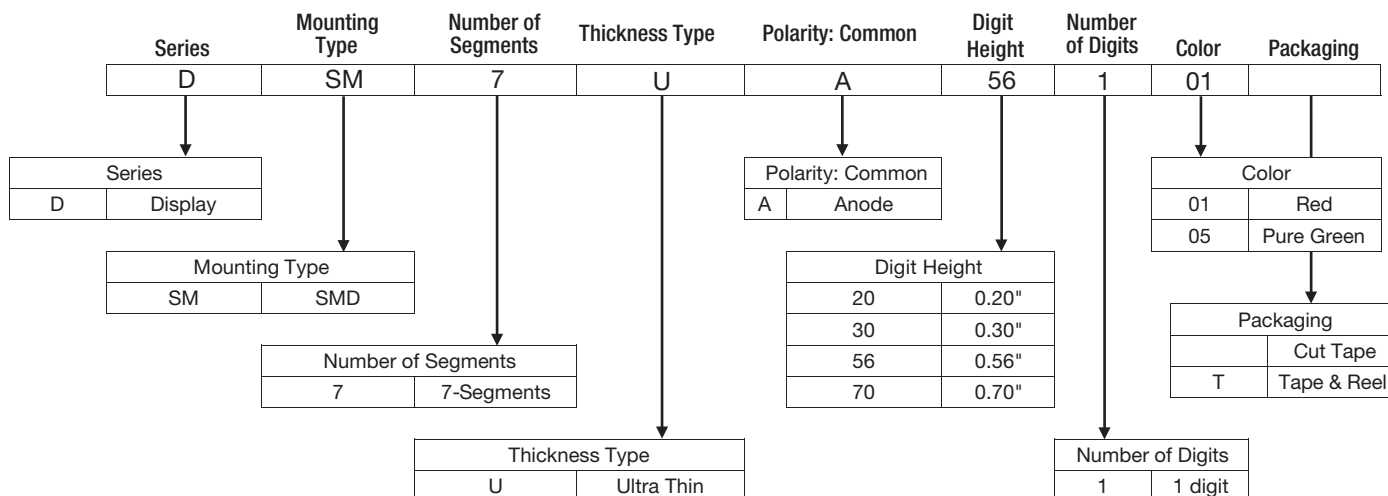 Series Mounting Type Number of Segments Thickness Type Polarity: Common Digit Height Number of Digits Color Packaging
D SM 7 U A 56 1 01
Series
D Display
Mounting Type
SM SMD
Number of Segments
7 7-Segments
Thickness Type
U Ultra Thin
Polarity: Common
A Anode
Digit Height
20 0.20"
30 0.30"
56 0.56"
70 0.70"
Number of Digits
1 1 digit
Color
01 Red
05 Pure Green
Packaging
Cut Tape
T Tape & Reel